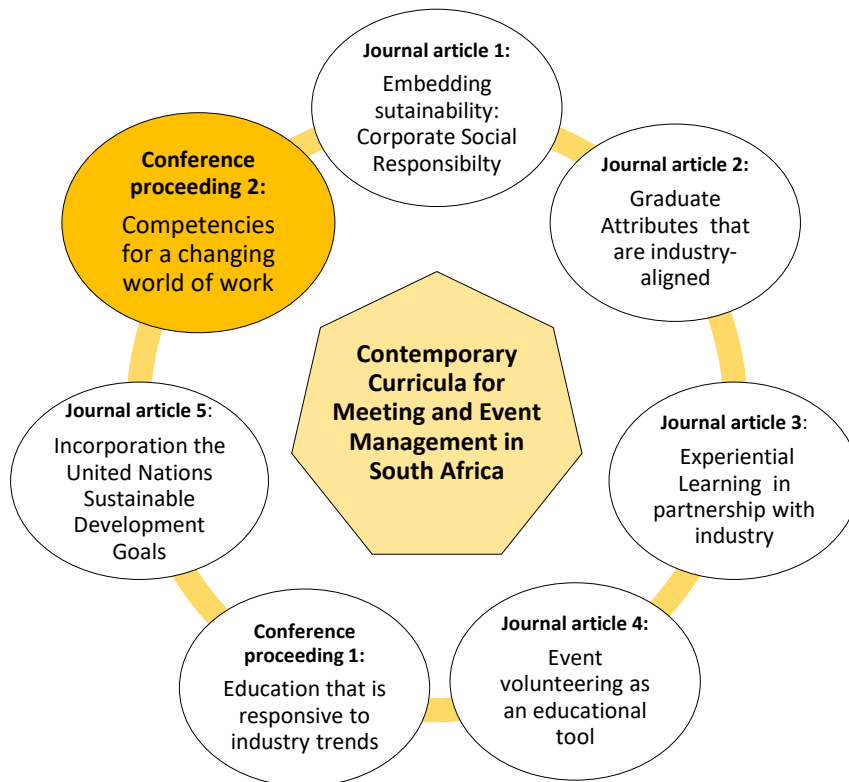 Journal article 1:
Embedding
sutainability:
Corporate Social
Responsibilty
Journal article 2:
Graduate
Attributes that
are industry-
aligned
Journal article 3:
Experiential
Learning in
partnership with
industry
Journal article 4:
Event
volunteering as
an educational
tool
Conference
proceeding 1:
Education that is
responsive to
industry trends
Journal article 5:
Incorporation the
United Nations
Sustainable
Development
Goals
Conference
proceeding 2:
Competencies
for a changing
world of work
Contemporary
Curricula for
Meeting and Event
Management in
South Africa